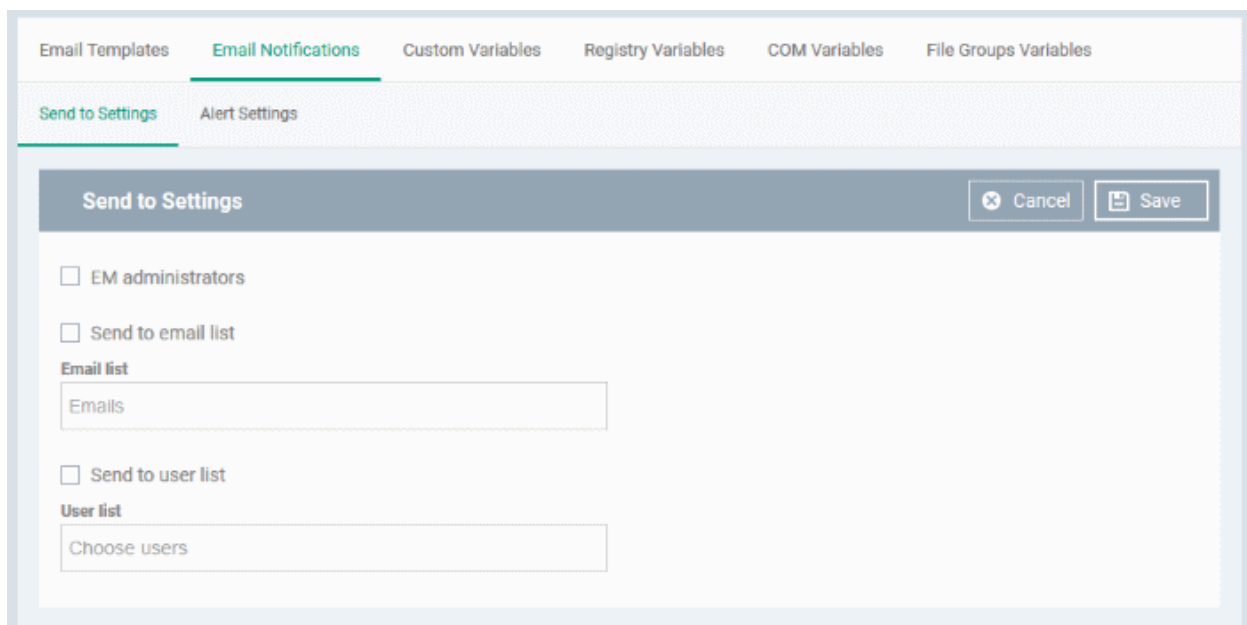 Email Templates Email Notifications Custom Variables Registry Variables COM Variables File Groups Variables
Send to Settings Alert Settings
Send to Settings Cancel Save
EM administrators
Send to email list
Email list
Emails
Send to user list
User list
Choose users